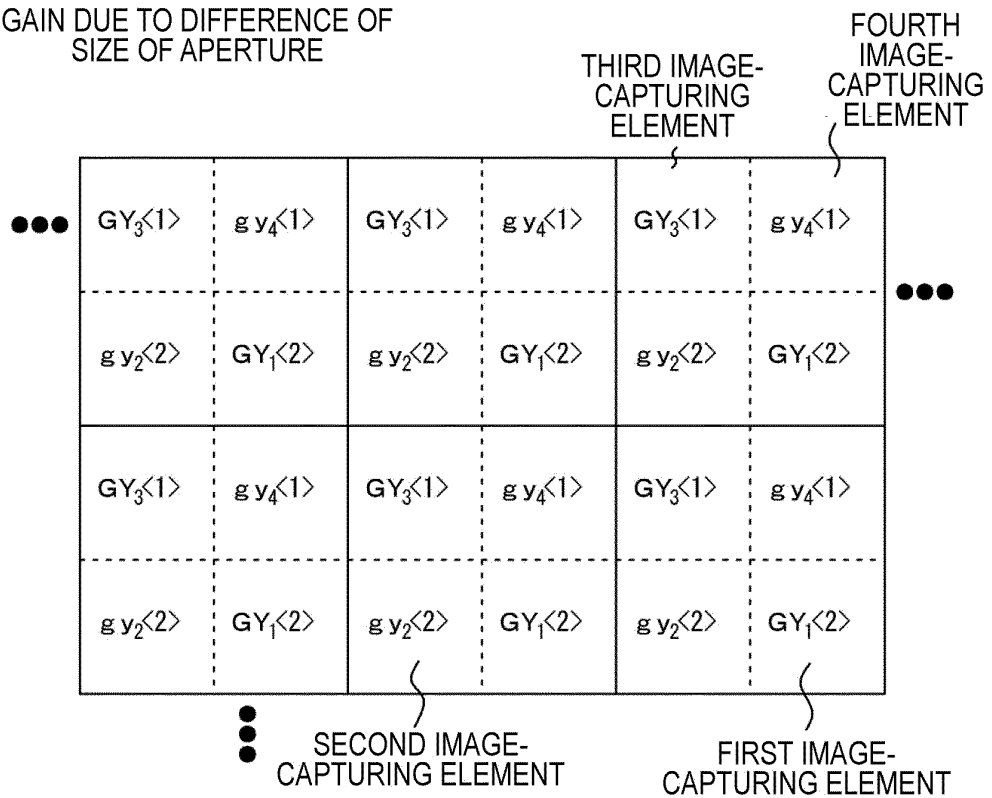 GAIN DUE TO DIFFERENCE OF
SIZE OF APERTURE
FOURTH
IMAGE-
CAPTURING
ELEMENT
THIRD IMAGE-
CAPTURING
ELEMENT
GY₃<1> gy₄<1> GY₃<1> gy₄<1> GY₃<1> gy₄<1>
gy₂<2> GY₁<2> gy₂<2> GY₁<2> gy₂<2> GY₁<2>
GY₃<1> gy₄<1> GY₃<1> gy₄<1> GY₃<1> gy₄<1>
gy₂<2> GY₁<2> gy₂<2> GY₁<2> gy₂<2> GY₁<2>
SECOND IMAGE-
CAPTURING ELEMENT
FIRST IMAGE-
CAPTURING ELEMENT